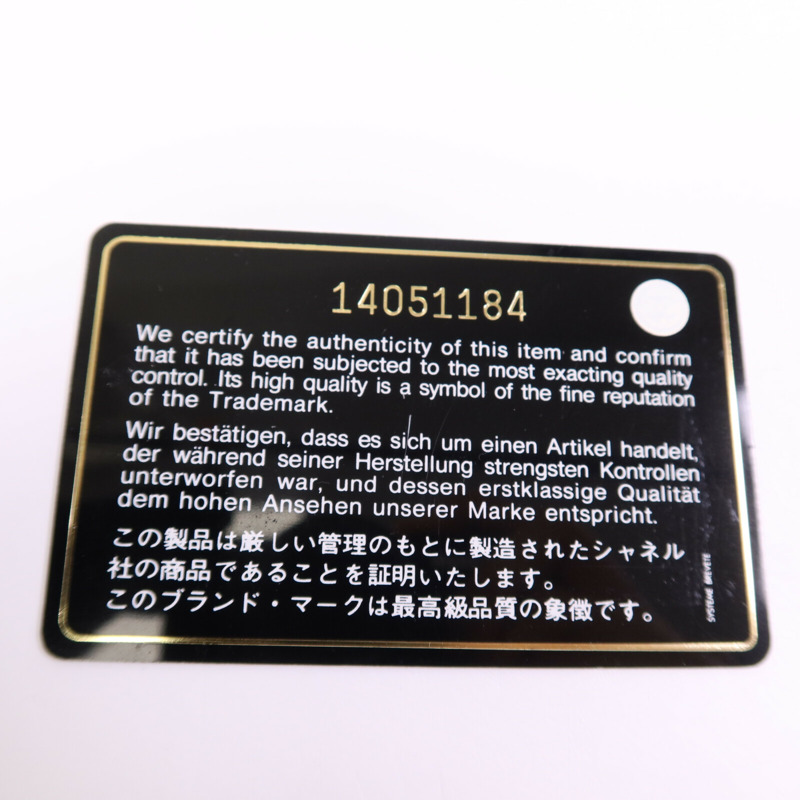 14051184
We certify the authenticity of this item and confirm
that it has been subjected to the most exacting quality
control. Its high quality is a symbol of the fine reputation
of the Trademark.
Wir bestätigen, dass es sich um einen Artikel handelt,
der während seiner Herstellung strengsten Kontrollen
unterworfen war, und dessen erstklassige Qualität
dem hohen Ansehen unserer Marke entspricht.
この製品は厳しい管理のもとに製造されたシャネル
社の商品であることを証明いたします。
このブランド・マークは最高級品質の象徴です。
SYSTEME BREVETE